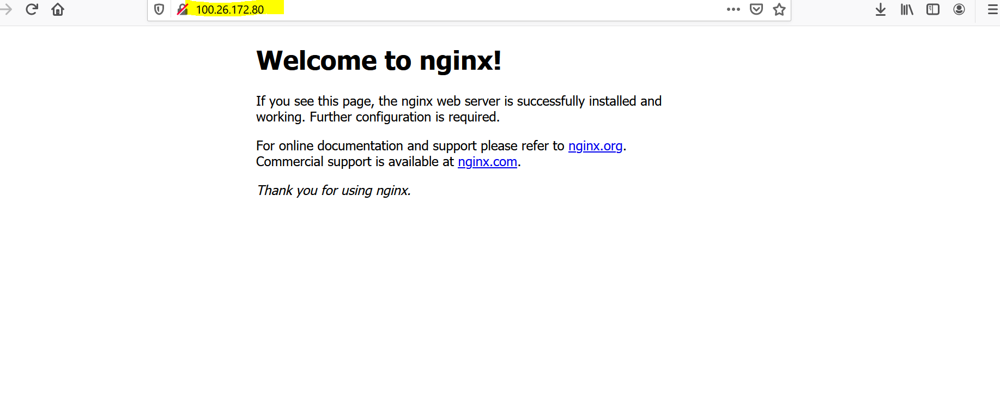 100.26.172.80
Welcome to nginx!
If you see this page, the nginx web server is successfully installed and
working. Further configuration is required.
For online documentation and support please refer to nginx.org.
Commercial support is available at nginx.com.
Thank you for using nginx.